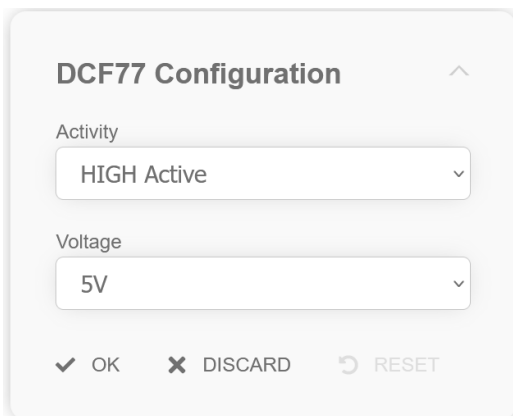 DCF77 Configuration
Activity
HIGH Active
Voltage
5V
OK DISCARD RESET